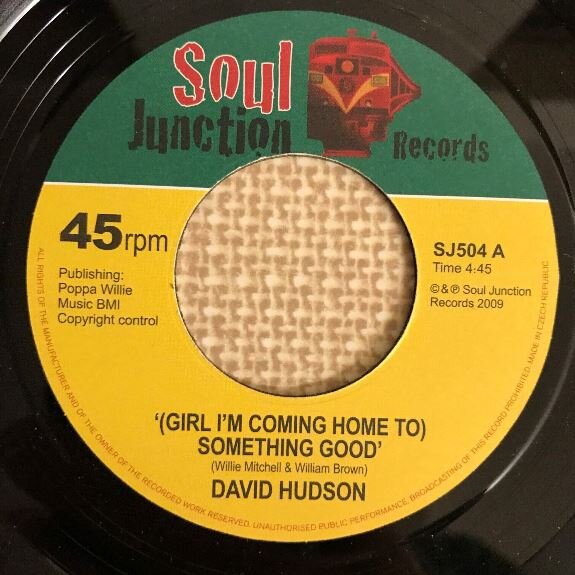 Soul
Junction
Records
45rpm
Publishing:
Poppa Willie
Music BMI
Copyright control
SJ504 A
Time 4:45
©&℗ Soul Junction
Records 2009
'(GIRL I'M COMING HOME TO)
SOMETHING GOOD'
(Willie Mitchell & William Brown)
DAVID HUDSON
ALL RIGHTS OF THE MANUFACTURER AND OF THE OWNER OF THE RECORDED WORK RESERVED. UNAUTHORISED PUBLIC PERFORMANCE, BROADCASTING OF THIS RECORD PROHIBITED. MADE IN CZECH REPUBLIC